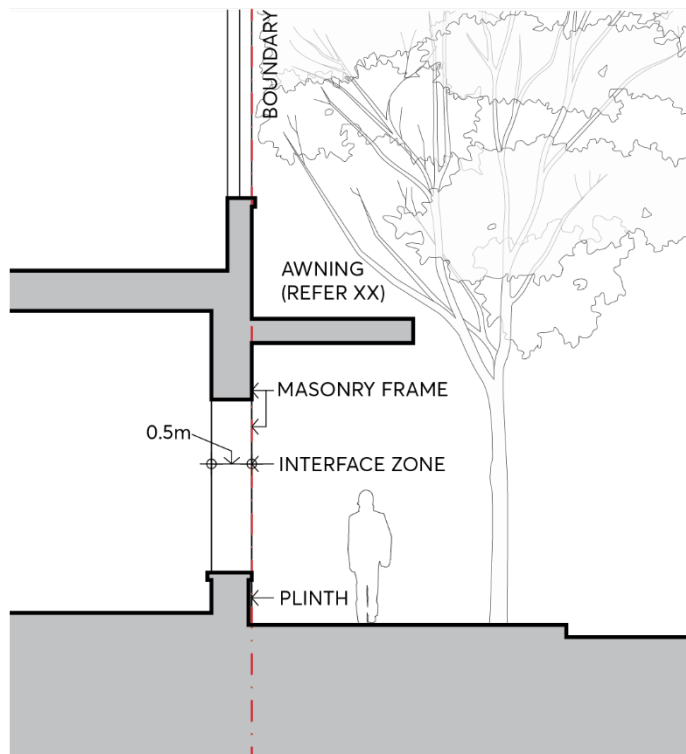 BOUNDARY
AWNING
(REFER XX)
MASONRY FRAME
0.5m
INTERFACE ZONE
PLINTH